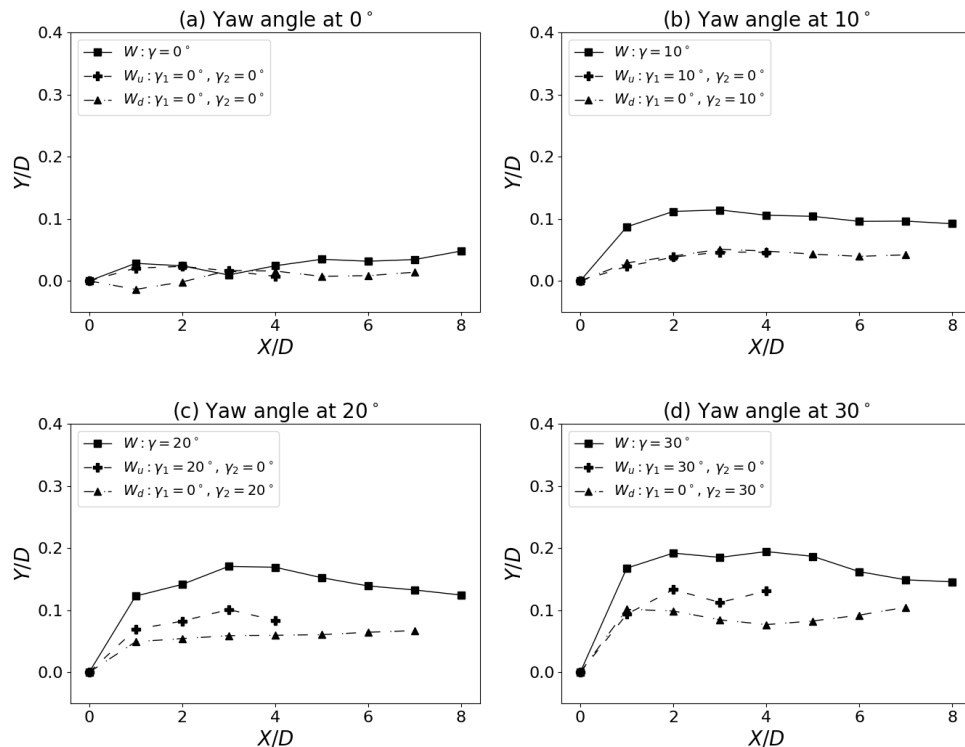 (a) Yaw angle at 0°
0.4
0.3
0.2
0.1
0.0
Y/D
W : γ = 0°
W_u : γ_1 = 0°, γ_2 = 0°
W_d : γ_1 = 0°, γ_2 = 0°
0 2 4 6 8
X/D
(b) Yaw angle at 10°
0.4
0.3
0.2
0.1
0.0
Y/D
W : γ = 10°
W_u : γ_1 = 10°, γ_2 = 0°
W_d : γ_1 = 0°, γ_2 = 10°
0 2 4 6 8
X/D
(c) Yaw angle at 20°
0.4
0.3
0.2
0.1
0.0
Y/D
W : γ = 20°
W_u : γ_1 = 20°, γ_2 = 0°
W_d : γ_1 = 0°, γ_2 = 20°
0 2 4 6 8
X/D
(d) Yaw angle at 30°
0.4
0.3
0.2
0.1
0.0
Y/D
W : γ = 30°
W_u : γ_1 = 30°, γ_2 = 0°
W_d : γ_1 = 0°, γ_2 = 30°
0 2 4 6 8
X/D